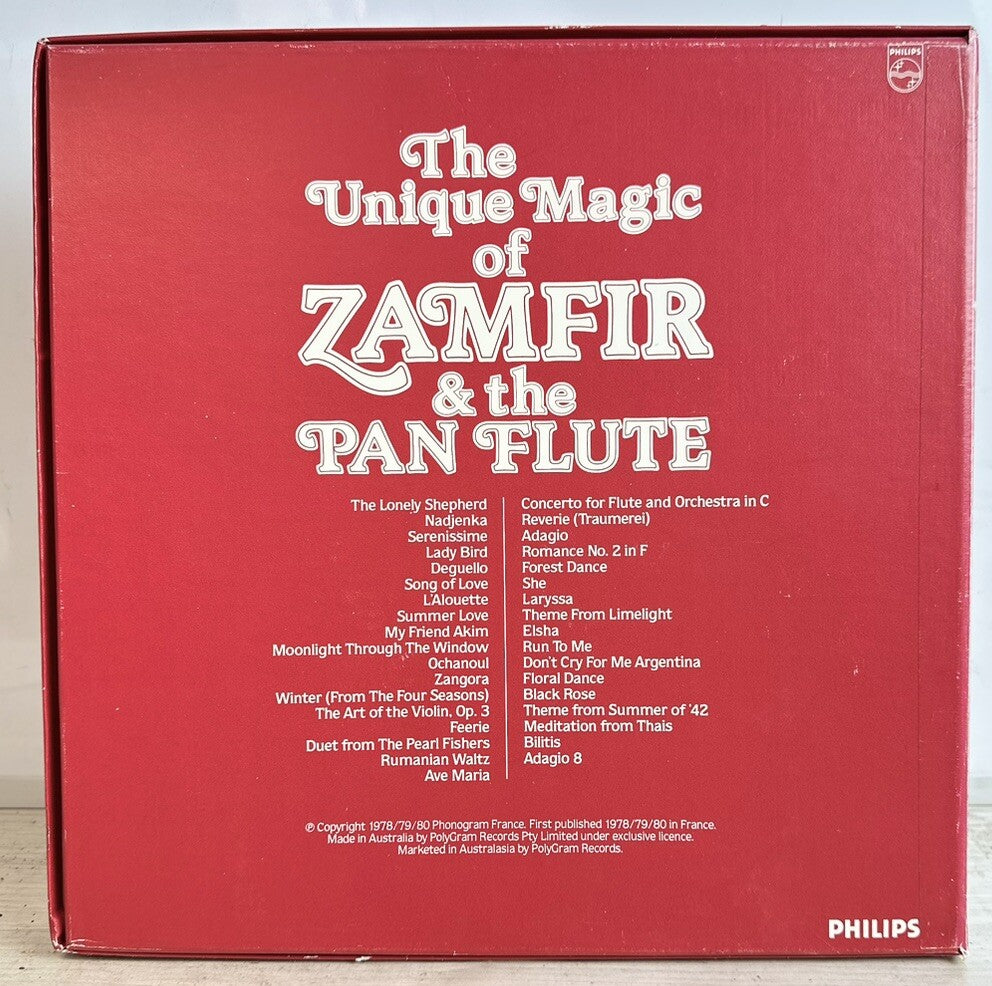 PHILIPS
The
Unique Magic
of
ZAMFIR
& the
PAN FLUTE
The Lonely Shepherd
Nadjenka
Serenissime
Lady Bird
Deguello
Song of Love
L'Alouette
Summer Love
My Friend Akim
Moonlight Through The Window
Ochanoul
Zangora
Winter (From The Four Seasons)
The Art of the Violin, Op. 3
Feerie
Duet from The Pearl Fishers
Rumanian Waltz
Ave Maria
Concerto for Flute and Orchestra in C
Reverie (Traumerei)
Adagio
Romance No. 2 in F
Forest Dance
She
Laryssa
Theme From Limelight
Elsha
Run To Me
Don't Cry For Me Argentina
Floral Dance
Black Rose
Theme from Summer of '42
Meditation from Thais
Bilitis
Adagio 8
℗ Copyright 1978/79/80 Phonogram France. First published 1978/79/80 in France.
Made in Australia by PolyGram Records Pty Limited under exclusive licence.
Marketed in Australasia by PolyGram Records.
PHILIPS